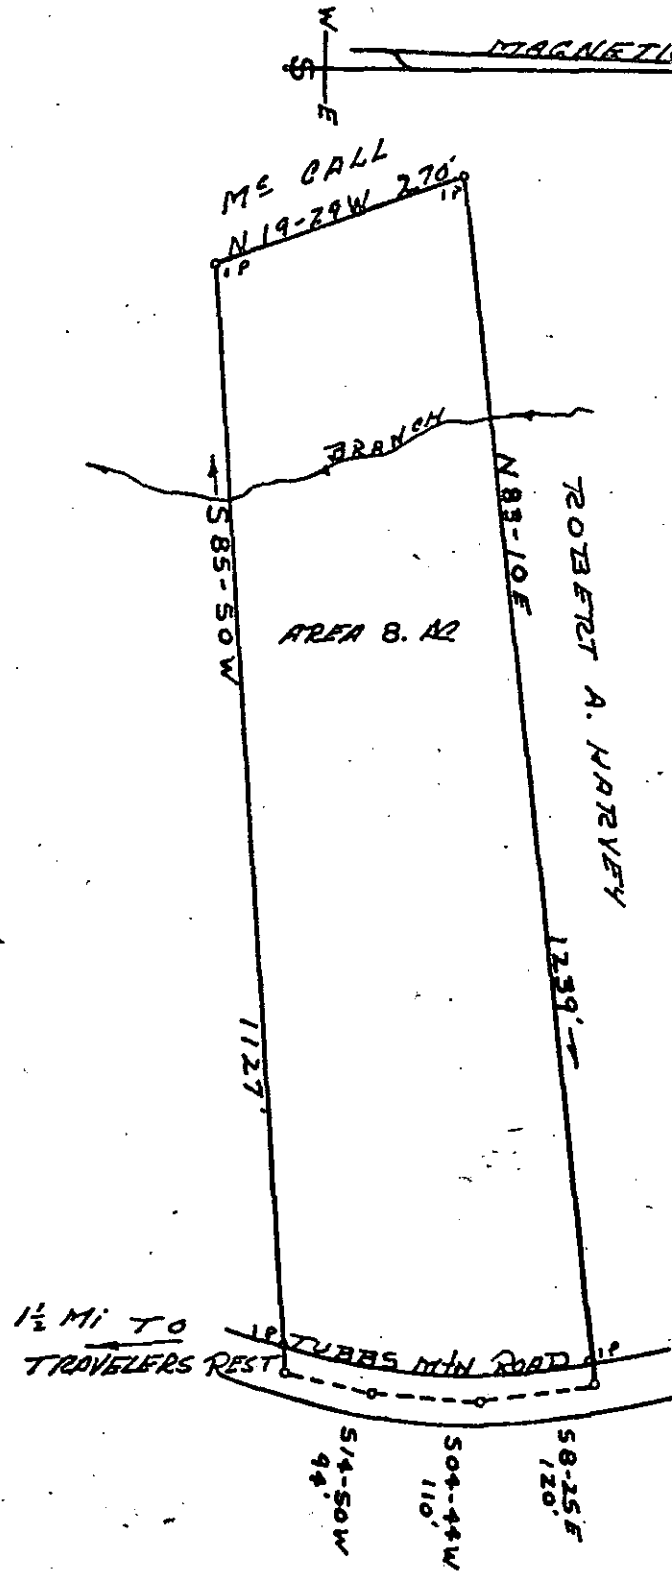 MAGNETIC
W
S
E
Mc CALL
N 19-29W 270'
IP
IP
BRANCH
S 85-50 W
N 83-10 E
ROBERT A. HARVEY
AREA 8. AC
1239'
1127'
1½ Mi TO
TRAVELERS REST
IP
TUBBS MTN ROAD
IP
S14-50W
94'
S04-44W
110'
S8-25E
120'